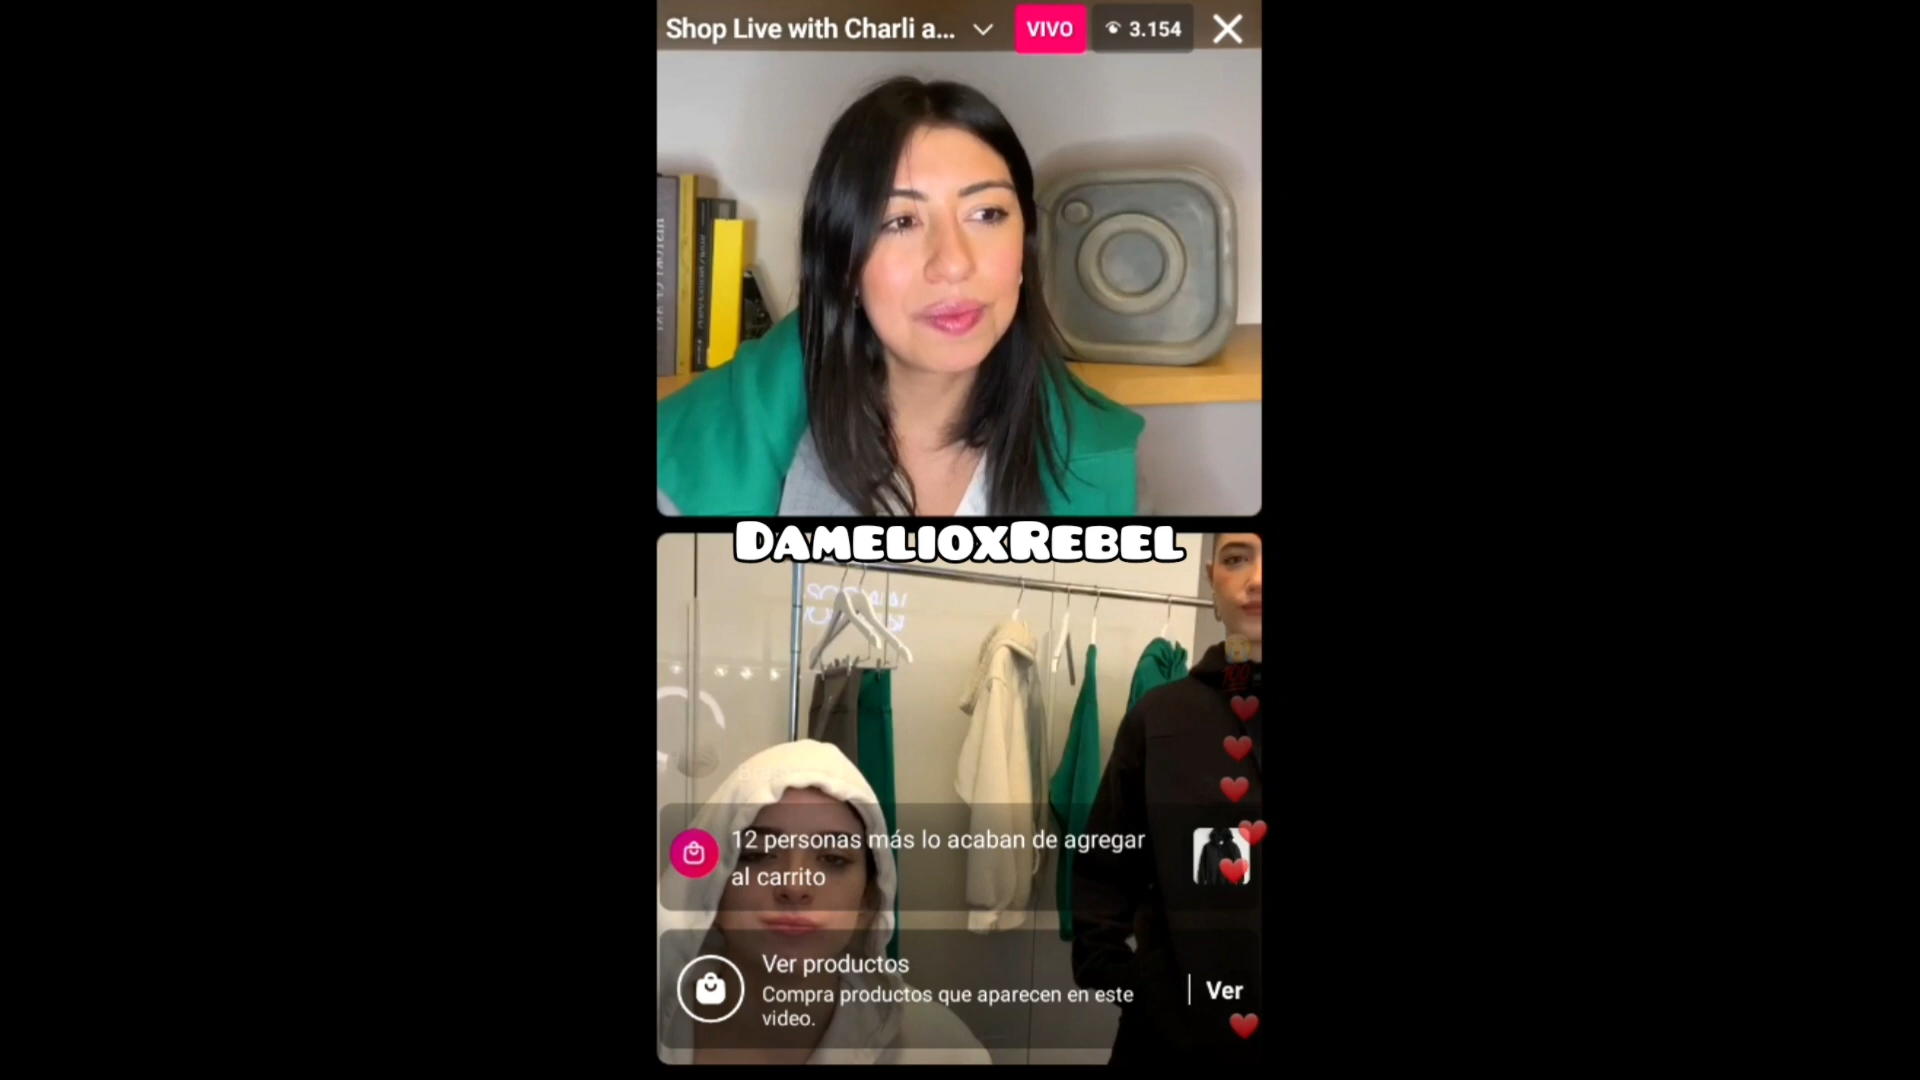 Shop Live with Charli a...
VIVO
3.154
DAMELIOXREBEL
12 personas más lo acaban de agregar
al carrito
Ver productos
Compra productos que aparecen en este
video.
Ver